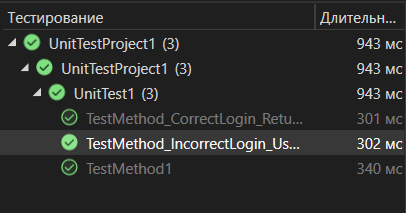 Тестирование Длительн...
UnitTestProject1 (3) 943 мс
UnitTestProject1 (3) 943 мс
UnitTest1 (3) 943 мс
TestMethod_CorrectLogin_Retu... 301 мс
TestMethod_IncorrectLogin_Us... 302 мс
TestMethod1 340 мс